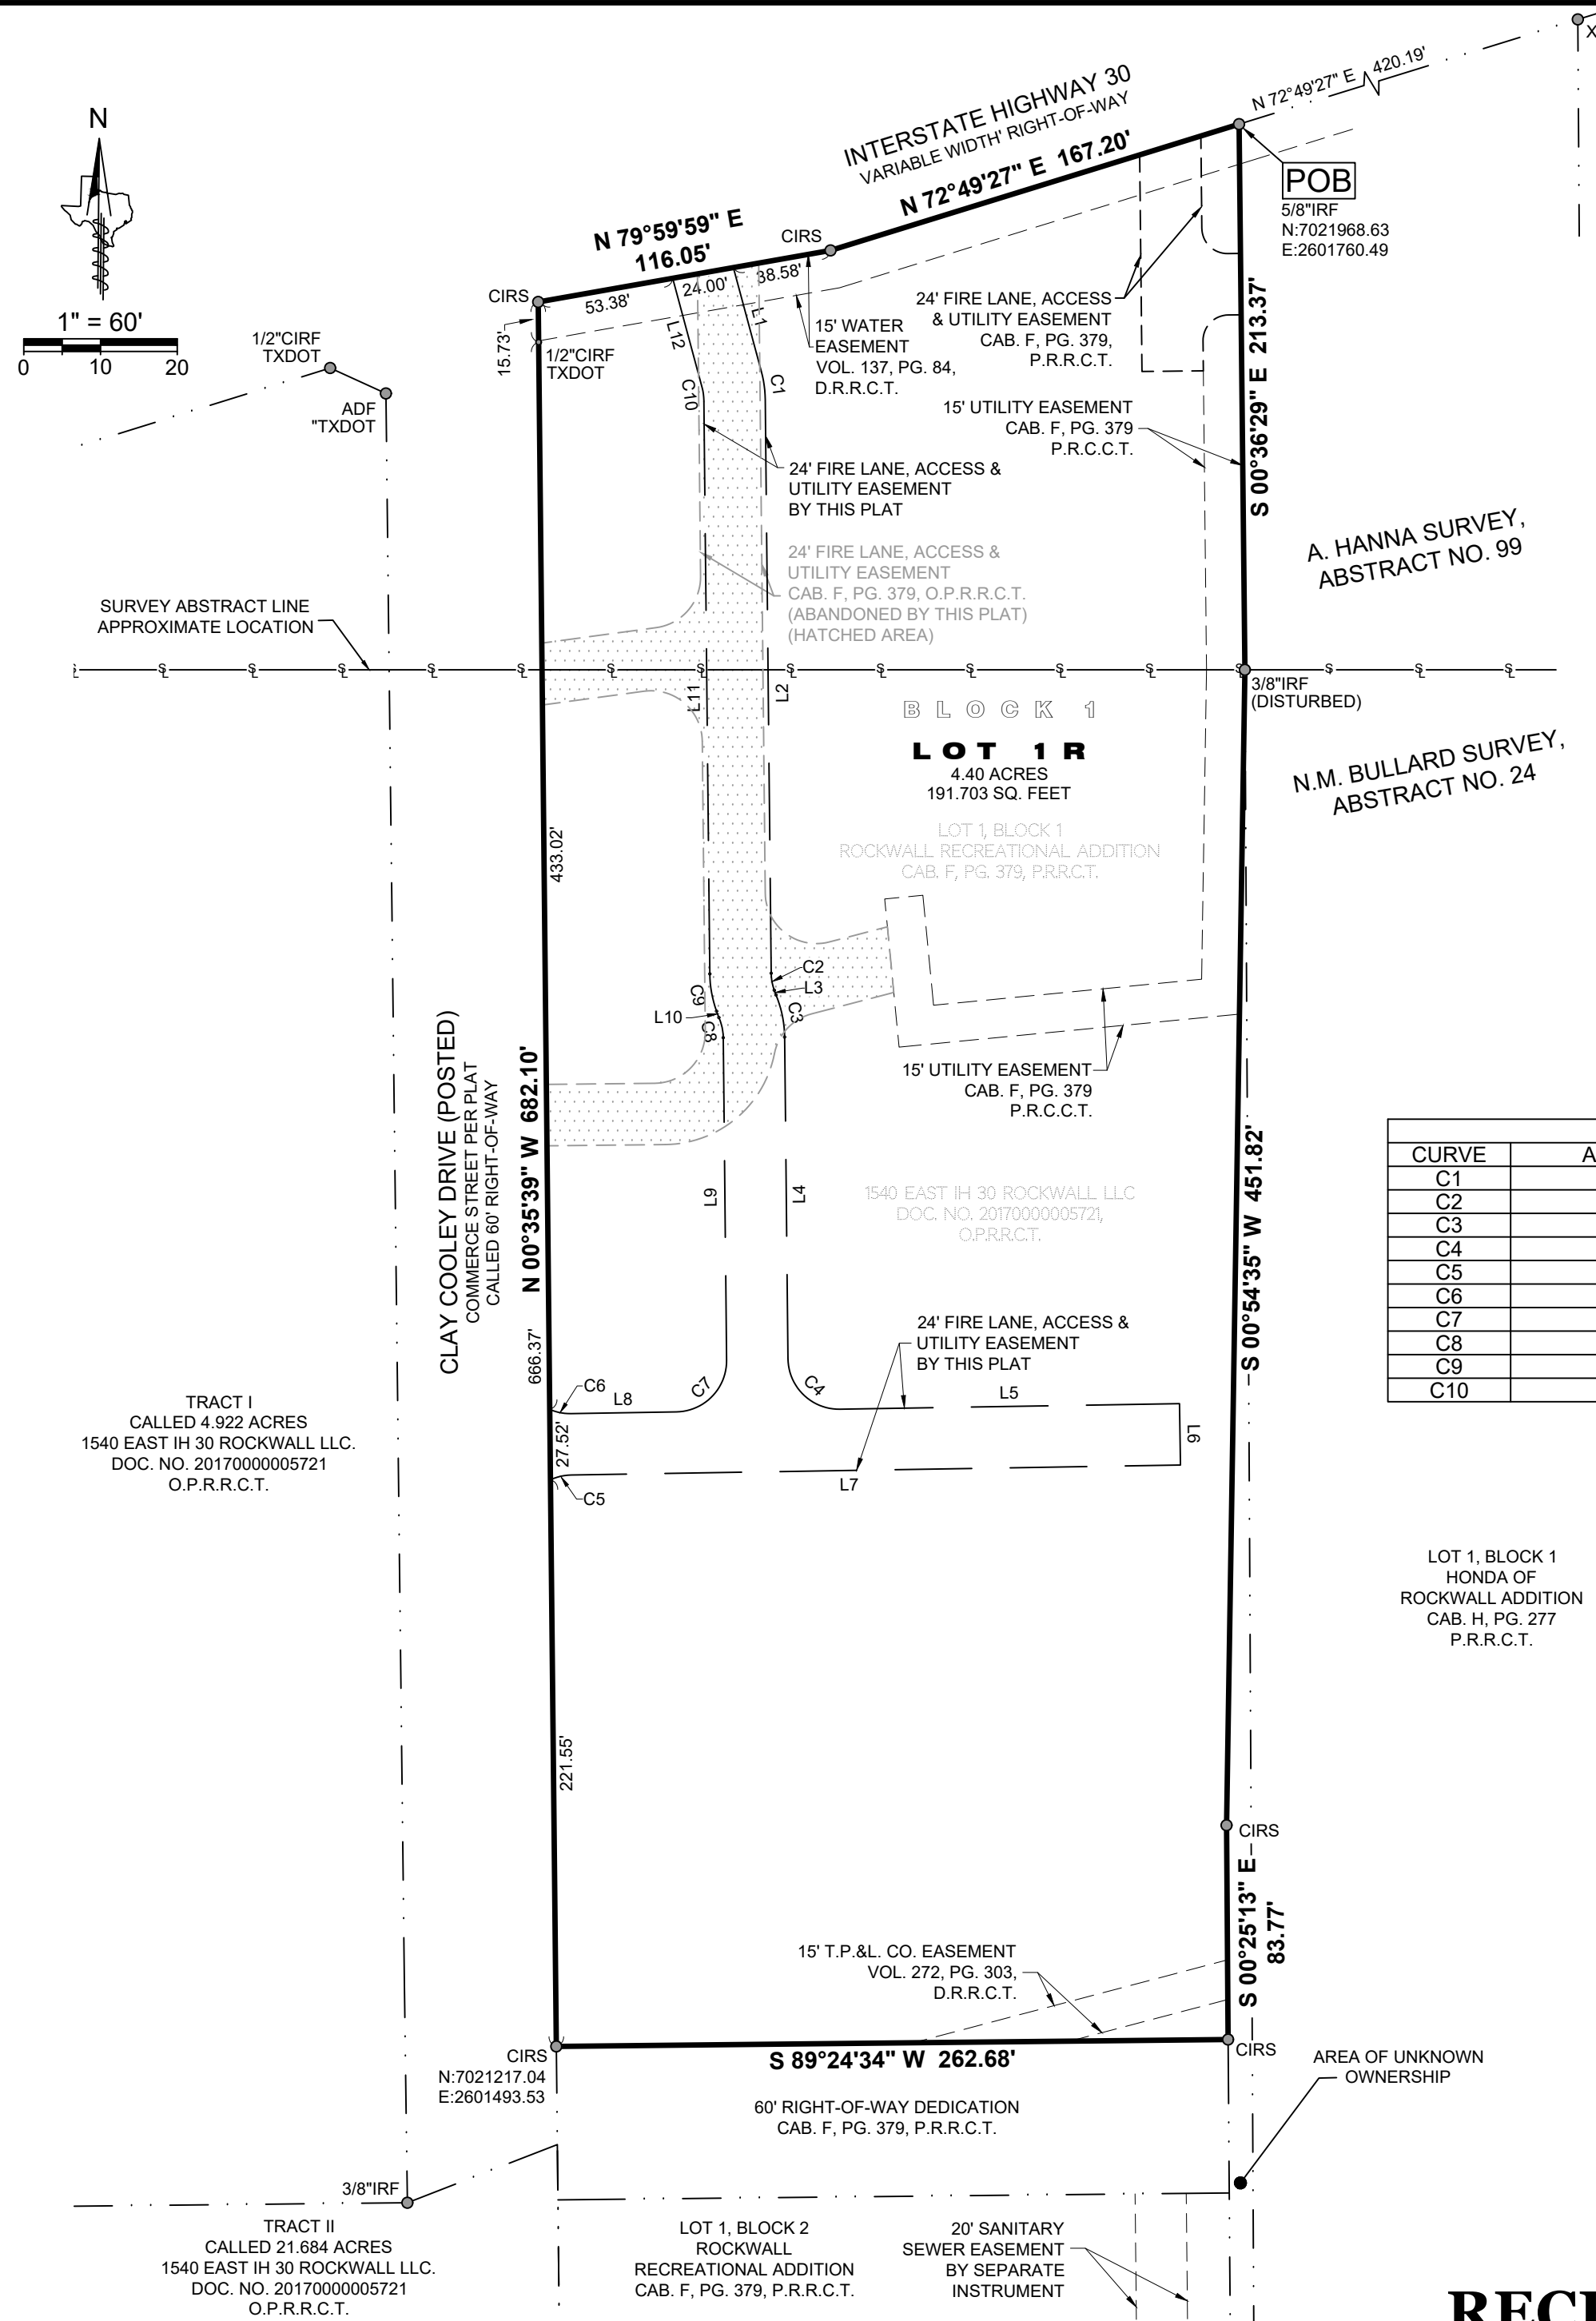 N
1" = 60'
0 10 20
1/2"CIRF
TXDOT
ADF
"TXDOT
INTERSTATE HIGHWAY 30
VARIABLE WIDTH' RIGHT-OF-WAY
N 72°49'27" E 167.20'
N 72°49'27" E 420.19'
X
POB
5/8"IRF
N:7021968.63
E:2601760.49
N 79°59'59" E
116.05'
CIRS
CIRS
53.38'
24.00'
38.58'
15.73'
1/2"CIRF
TXDOT
L12
L1
C10
C1
15' WATER
EASEMENT
VOL. 137, PG. 84,
D.R.R.C.T.
24' FIRE LANE, ACCESS
& UTILITY EASEMENT
CAB. F, PG. 379,
P.R.R.C.T.
15' UTILITY EASEMENT
CAB. F, PG. 379
P.R.C.C.T.
S 00°36'29" E 213.37'
24' FIRE LANE, ACCESS &
UTILITY EASEMENT
BY THIS PLAT
24' FIRE LANE, ACCESS &
UTILITY EASEMENT
CAB. F, PG. 379, O.P.R.R.C.T.
(ABANDONED BY THIS PLAT)
(HATCHED AREA)
A. HANNA SURVEY,
ABSTRACT NO. 99
SURVEY ABSTRACT LINE
APPROXIMATE LOCATION
3/8"IRF
(DISTURBED)
N.M. BULLARD SURVEY,
ABSTRACT NO. 24
L11
L2
BLOCK 1
LOT 1R
4.40 ACRES
191.703 SQ. FEET
LOT 1, BLOCK 1
ROCKWALL RECREATIONAL ADDITION
CAB. F, PG. 379, P.R.R.C.T.
433.02'
C2
L3
C9
C3
L10
C8
15' UTILITY EASEMENT
CAB. F, PG. 379
P.R.C.C.T.
CLAY COOLEY DRIVE (POSTED)
COMMERCE STREET PER PLAT
CALLED 60' RIGHT-OF-WAY
N 00°35'39" W 682.10'
666.37'
L9
L4
1540 EAST IH 30 ROCKWALL LLC
DOC. NO. 20170000005721,
O.P.R.R.C.T.
S 00°54'35" W 451.82'
CURVE A
C1
C2
C3
C4
C5
C6
C7
C8
C9
C10
24' FIRE LANE, ACCESS &
UTILITY EASEMENT
BY THIS PLAT
C6
L8
C7
C4
L5
L6
27.52'
C5
L7
TRACT I
CALLED 4.922 ACRES
1540 EAST IH 30 ROCKWALL LLC.
DOC. NO. 20170000005721
O.P.R.R.C.T.
LOT 1, BLOCK 1
HONDA OF
ROCKWALL ADDITION
CAB. H, PG. 277
P.R.R.C.T.
221.55'
CIRS
S 00°25'13" E
83.77'
15' T.P.&L. CO. EASEMENT
VOL. 272, PG. 303,
D.R.R.C.T.
CIRS
N:7021217.04
E:2601493.53
S 89°24'34" W 262.68'
CIRS
AREA OF UNKNOWN
OWNERSHIP
60' RIGHT-OF-WAY DEDICATION
CAB. F, PG. 379, P.R.R.C.T.
3/8"IRF
TRACT II
CALLED 21.684 ACRES
1540 EAST IH 30 ROCKWALL LLC.
DOC. NO. 20170000005721
O.P.R.R.C.T.
LOT 1, BLOCK 2
ROCKWALL
RECREATIONAL ADDITION
CAB. F, PG. 379, P.R.R.C.T.
20' SANITARY
SEWER EASEMENT
BY SEPARATE
INSTRUMENT